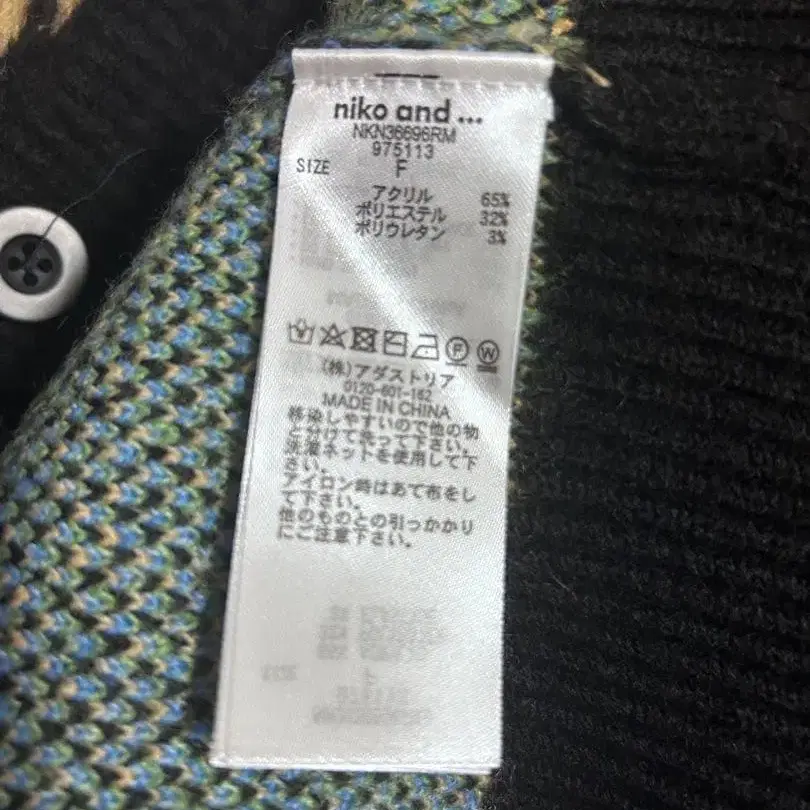 niko and ...
NKN36696RM
975113
SIZE F
アクリル 65%
ポリエステル 32%
ポリウレタン 3%
(株)アダストリア
0120-601-162
MADE IN CHINA
移染しやすいので他の物
とわけて洗って下さい。
洗濯ネットを使用して下
さい。
アイロン時はあて布をし
て下さい。
他のものとの引っかかり
にご注意下さい。